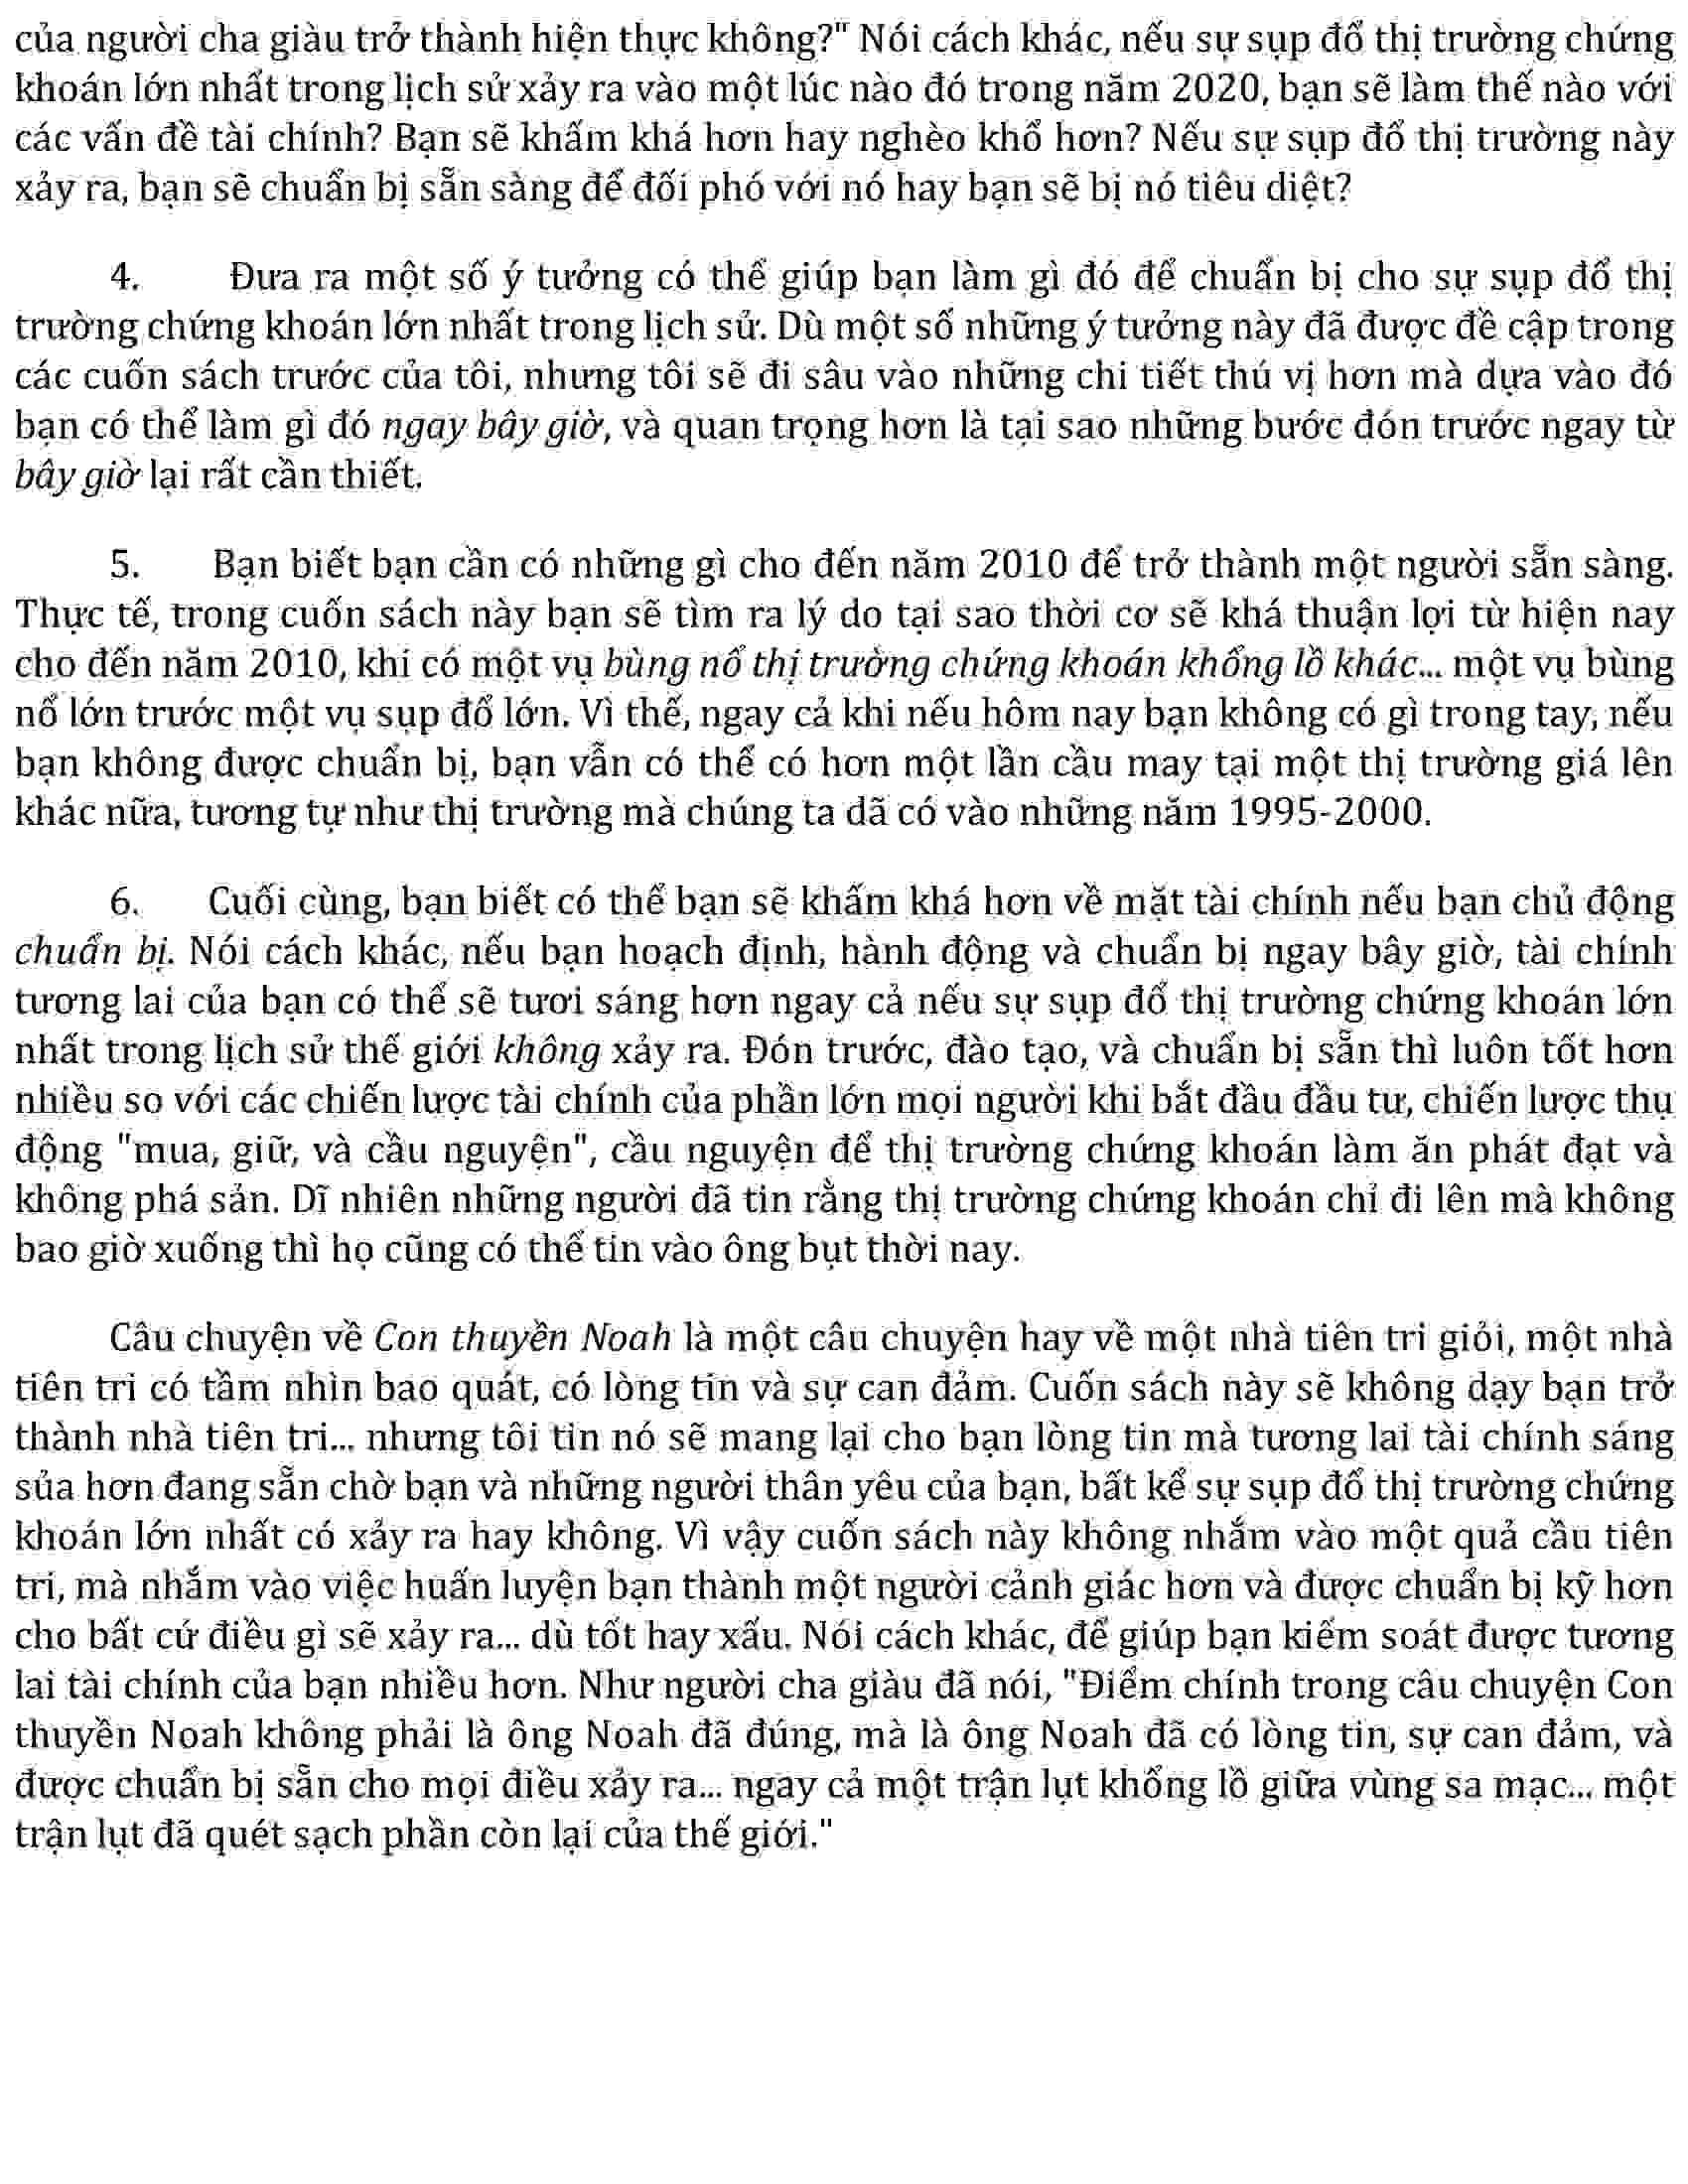 của người cha giàu trở thành hiện thực không?" Nói cách khác, nếu sự sụp đổ thị trường chứng
khoán lớn nhất trong lịch sử xảy ra vào một lúc nào đó trong năm 2020, bạn sẽ làm thế nào với
các vấn đề tài chính? Bạn sẽ khấm khá hơn hay nghèo khổ hơn? Nếu sự sụp đổ thị trường này
xảy ra, bạn sẽ chuẩn bị sẵn sàng để đối phó với nó hay bạn sẽ bị nó tiêu diệt?
4. Đưa ra một số ý tưởng có thể giúp bạn làm gì đó để chuẩn bị cho sự sụp đổ thị
trường chứng khoán lớn nhất trong lịch sử. Dù một số những ý tưởng này đã được đề cập trong
các cuốn sách trước của tôi, nhưng tôi sẽ đi sâu vào những chi tiết thú vị hơn mà dựa vào đó
bạn có thể làm gì đó ngay bây giờ, và quan trọng hơn là tại sao những bước đón trước ngay từ
bây giờ lại rất cần thiết.
5. Bạn biết bạn cần có những gì cho đến năm 2010 để trở thành một người sẵn sàng.
Thực tế, trong cuốn sách này bạn sẽ tìm ra lý do tại sao thời cơ sẽ khá thuận lợi từ hiện nay
cho đến năm 2010, khi có một vụ bùng nổ thị trường chứng khoán khổng lồ khác... một vụ bùng
nổ lớn trước một vụ sụp đổ lớn. Vì thế, ngay cả khi nếu hôm nay bạn không có gì trong tay, nếu
bạn không được chuẩn bị, bạn vẫn có thể có hơn một lần cầu may tại một thị trường giá lên
khác nữa, tương tự như thị trường mà chúng ta dã có vào những năm 1995-2000.
6. Cuối cùng, bạn biết có thể bạn sẽ khấm khá hơn về mặt tài chính nếu bạn chủ động
chuẩn bị. Nói cách khác, nếu bạn hoạch định, hành động và chuẩn bị ngay bây giờ, tài chính
tương lai của bạn có thể sẽ tươi sáng hơn ngay cả nếu sự sụp đổ thị trường chứng khoán lớn
nhất trong lịch sử thế giới không xảy ra. Đón trước, đào tạo, và chuẩn bị sẵn thì luôn tốt hơn
nhiều so với các chiến lược tài chính của phần lớn mọi người khi bắt đầu đầu tư, chiến lược thụ
động "mua, giữ, và cầu nguyện", cầu nguyện để thị trường chứng khoán làm ăn phát đạt và
không phá sản. Dĩ nhiên những người đã tin rằng thị trường chứng khoán chỉ đi lên mà không
bao giờ xuống thì họ cũng có thể tin vào ông bụt thời nay.
Câu chuyện về Con thuyền Noah là một câu chuyện hay về một nhà tiên tri giỏi, một nhà
tiên tri có tầm nhìn bao quát, có lòng tin và sự can đảm. Cuốn sách này sẽ không dạy bạn trở
thành nhà tiên tri... nhưng tôi tin nó sẽ mang lại cho bạn lòng tin mà tương lai tài chính sáng
sủa hơn đang sẵn chờ bạn và những người thân yêu của bạn, bất kể sự sụp đổ thị trường chứng
khoán lớn nhất có xảy ra hay không. Vì vậy cuốn sách này không nhắm vào một quả cầu tiên
tri, mà nhắm vào việc huấn luyện bạn thành một người cảnh giác hơn và được chuẩn bị kỹ hơn
cho bất cứ điều gì sẽ xảy ra... dù tốt hay xấu. Nói cách khác, để giúp bạn kiểm soát được tương
lai tài chính của bạn nhiều hơn. Như người cha giàu đã nói, "Điểm chính trong câu chuyện Con
thuyền Noah không phải là ông Noah đã đúng, mà là ông Noah đã có lòng tin, sự can đảm, và
được chuẩn bị sẵn cho mọi điều xảy ra... ngay cả một trận lụt khổng lồ giữa vùng sa mạc... một
trận lụt đã quét sạch phần còn lại của thế giới."